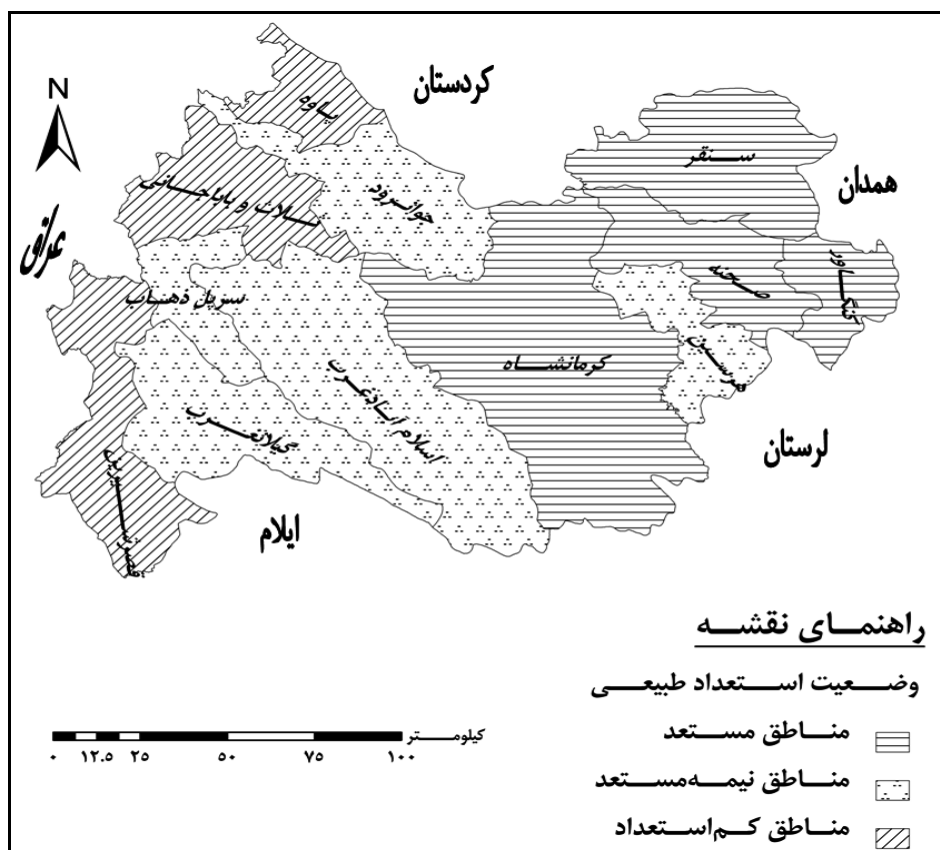 کردستان
N
پاوه
سنقر
همدان
ثلاث و باباجانی
جوانرود
عراق
کنگاور
صحنه
سرپل ذهاب
کرمانشاه
هرسین
اسلام آباد غرب
گیلانغرب
لرستان
قصرشیرین
ایلام
راهنمای نقشه
وضعیت استعداد طبیعی
مناطق مستعد
مناطق نیمه‌مستعد
مناطق کم‌استعداد
کیلومتر
۰ ۱۲.۵ ۲۵ ۵۰ ۷۵ ۱۰۰